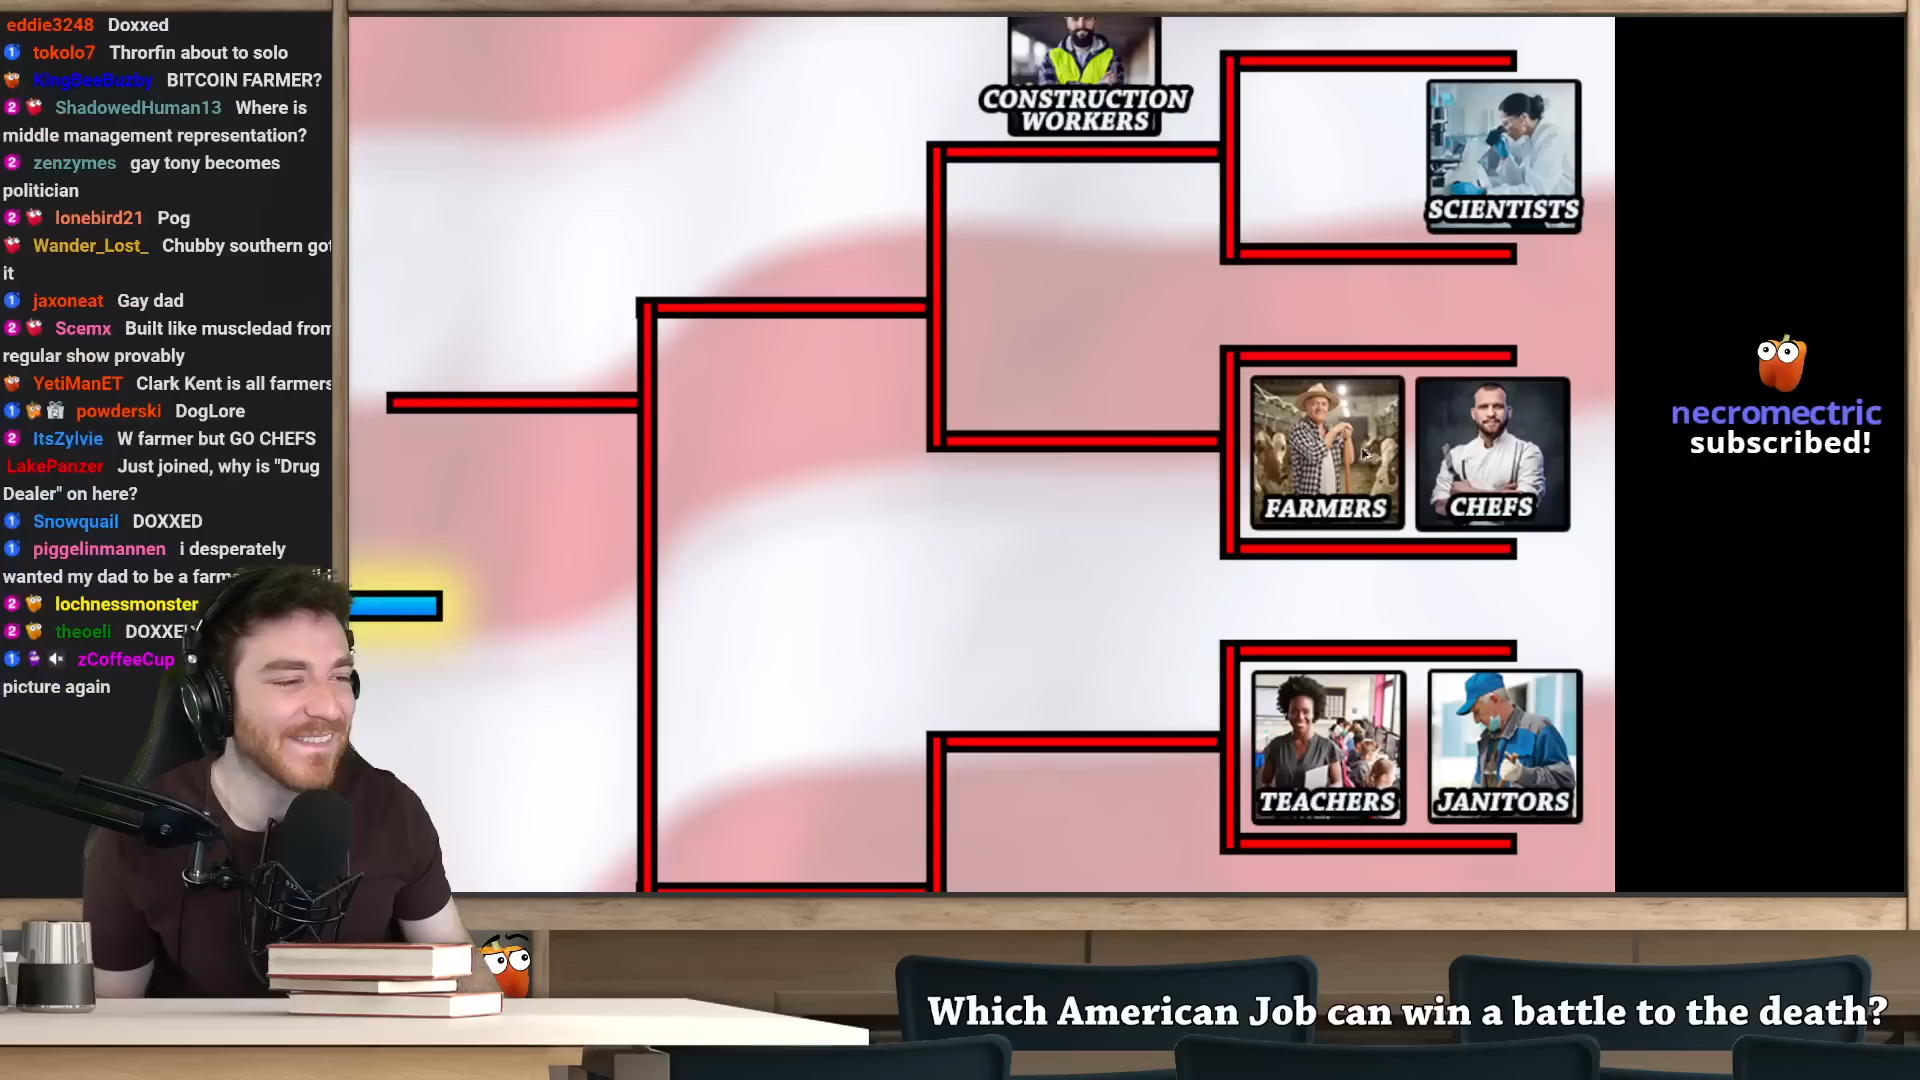 eddie3248 Doxxed
tokolo7 Throrfin about to solo
KingBeeBuzby BITCOIN FARMER?
ShadowedHuman13 Where is
middle management representation?
zenzymes gay tony becomes
politician
lonebird21 Pog
Wander_Lost_ Chubby southern got
it
jaxoneat Gay dad
Scemx Built like muscledad from
regular show provably
YetiManET Clark Kent is all farmers
powderski DogLore
ItsZylvie W farmer but GO CHEFS
LakePanzer Just joined, why is "Drug
Dealer" on here?
Snowquail DOXXED
piggelinmannen i desperately
wanted my dad to be a farm
lochnessmonster
theoeli DOXXE
zCoffeeCup
picture again
CONSTRUCTION
WORKERS
SCIENTISTS
FARMERS
CHEFS
TEACHERS
JANITORS
necromectric
subscribed!
Which American Job can win a battle to the death?